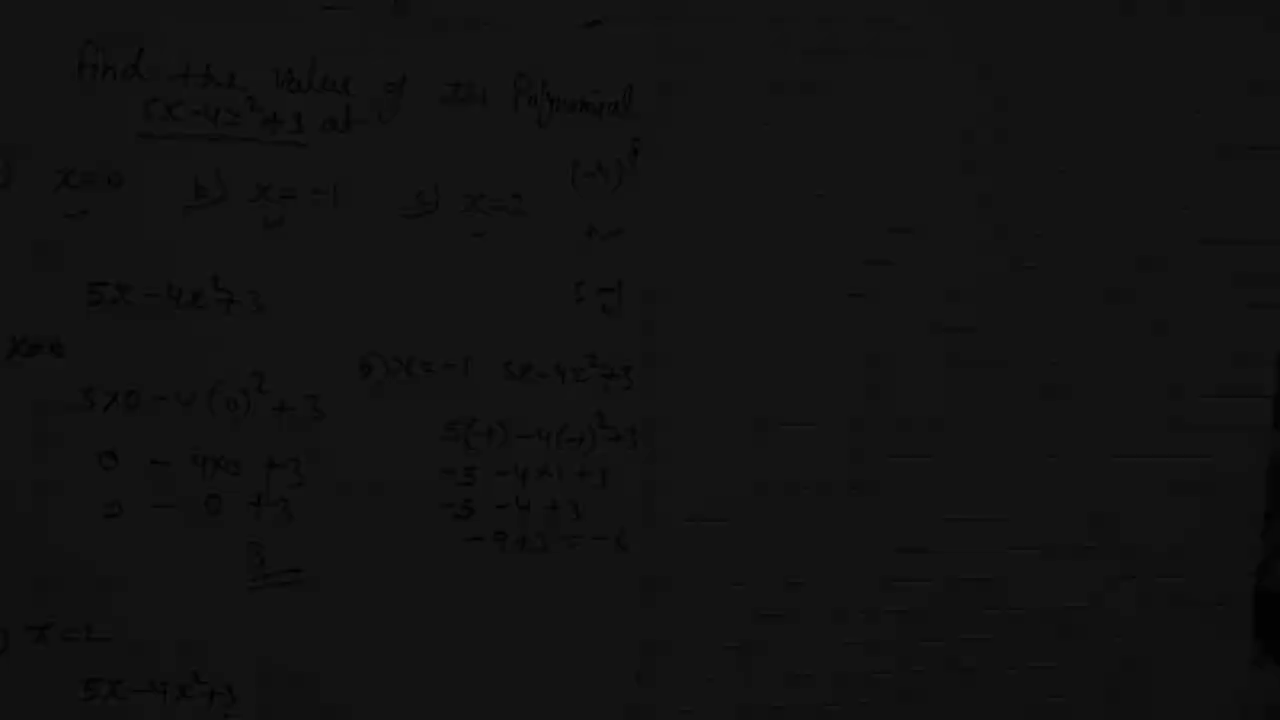 find the value of the Polynomial
5x-4x²+3 at
x=0 b) x=-1 c) x=2
5x-4x²+3
x=0
5×0-4(0)²+3
0 - 4×0 +3
0 - 0 +3
3
b) x=-1 5x-4x²+3
5(-1)-4(-1)²+3
-5 -4×1+3
-5 -4+3
-9+3=-6
x=2
5x-4x²+3